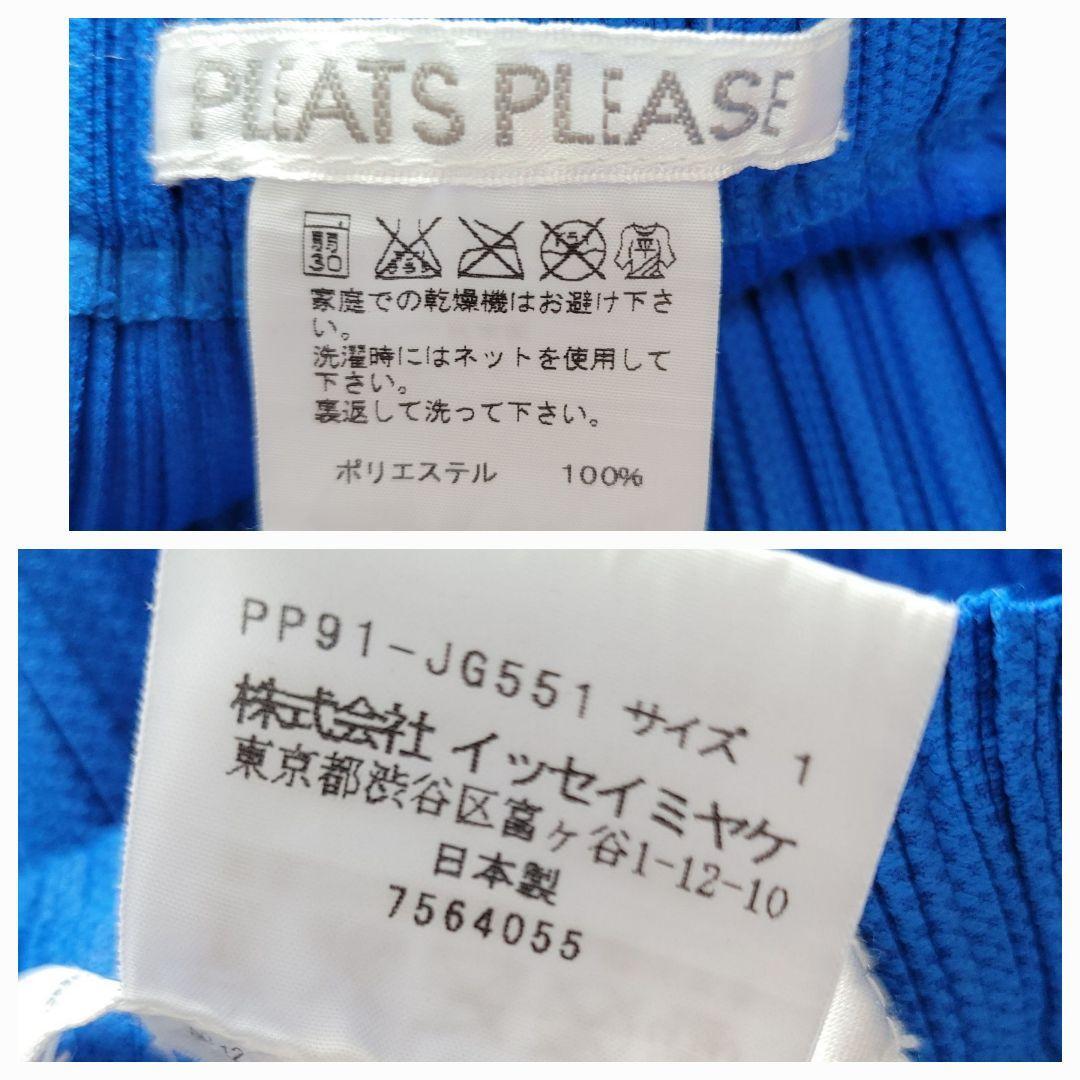 PLEATS PLEASE
弱
30
家庭での乾燥機はお避け下さ
い。
洗濯時にはネットを使用して
下さい。
裏返して洗って下さい。
ポリエステル 100%
PP91-JG551 サイズ 1
株式会社 イッセイミヤケ
東京都渋谷区富ヶ谷1-12-10
日本製
7564055